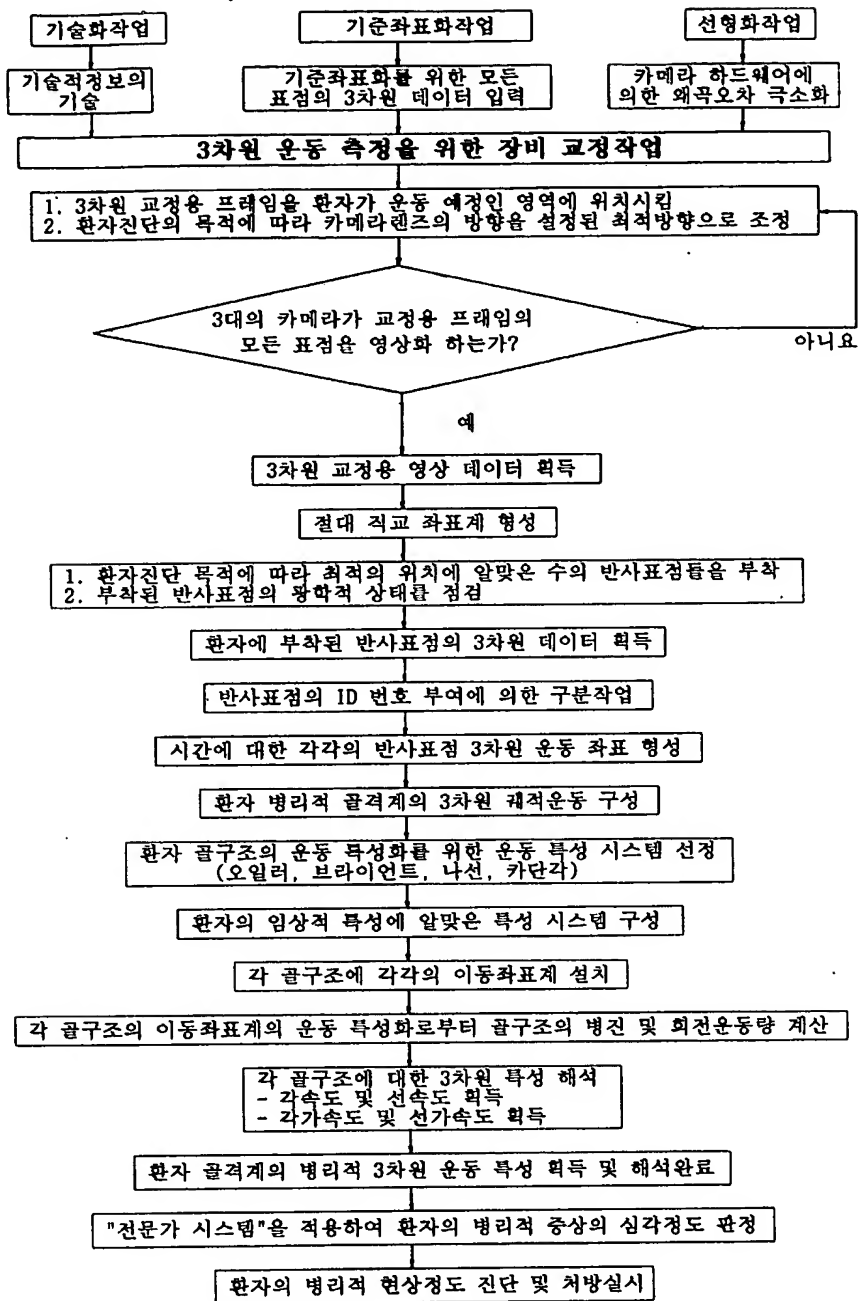 기술화작업
기준좌표화작업
선형화작업
기술적정보의
기술
기준좌표화를 위한 모든
표점의 3차원 데이터 입력
카메라 하드웨어에
의한 왜곡오차 극소화
3차원 운동 측정을 위한 장비 교정작업
1. 3차원 교정용 프레임을 환자가 운동 예정인 영역에 위치시킴
2. 환자진단의 목적에 따라 카메라렌즈의 방향을 설정된 최적방향으로 조정
3대의 카메라가 교정용 프래임의
모든 표점을 영상화 하는가?
아니요
예
3차원 교정용 영상 데이터 획득
절대 직교 좌표계 형성
1. 환자진단 목적에 따라 최적의 위치에 알맞은 수의 반사표점들을 부착
2. 부착된 반사표점의 광학적 상태를 점검
환자에 부착된 반사표점의 3차원 데이터 획득
반사표점의 ID 번호 부여에 의한 구분작업
시간에 대한 각각의 반사표점 3차원 운동 좌표 형성
환자 병리적 골격계의 3차원 궤적운동 구성
환자 골구조의 운동 특성화를 위한 운동 특성 시스템 선정
(오일러, 브라이언트, 나선, 카단각)
환자의 임상적 특성에 알맞은 특성 시스템 구성
각 골구조에 각각의 이동좌표계 설치
각 골구조의 이동좌표계의 운동 특성화로부터 골구조의 병진 및 회전운동량 계산
각 골구조에 대한 3차원 특성 해석
- 각속도 및 선속도 획득
- 각가속도 및 선가속도 획득
환자 골격계의 병리적 3차원 운동 특성 획득 및 해석완료
"전문가 시스템"을 적용하여 환자의 병리적 증상의 심각정도 판정
환자의 병리적 현상정도 진단 및 처방실시